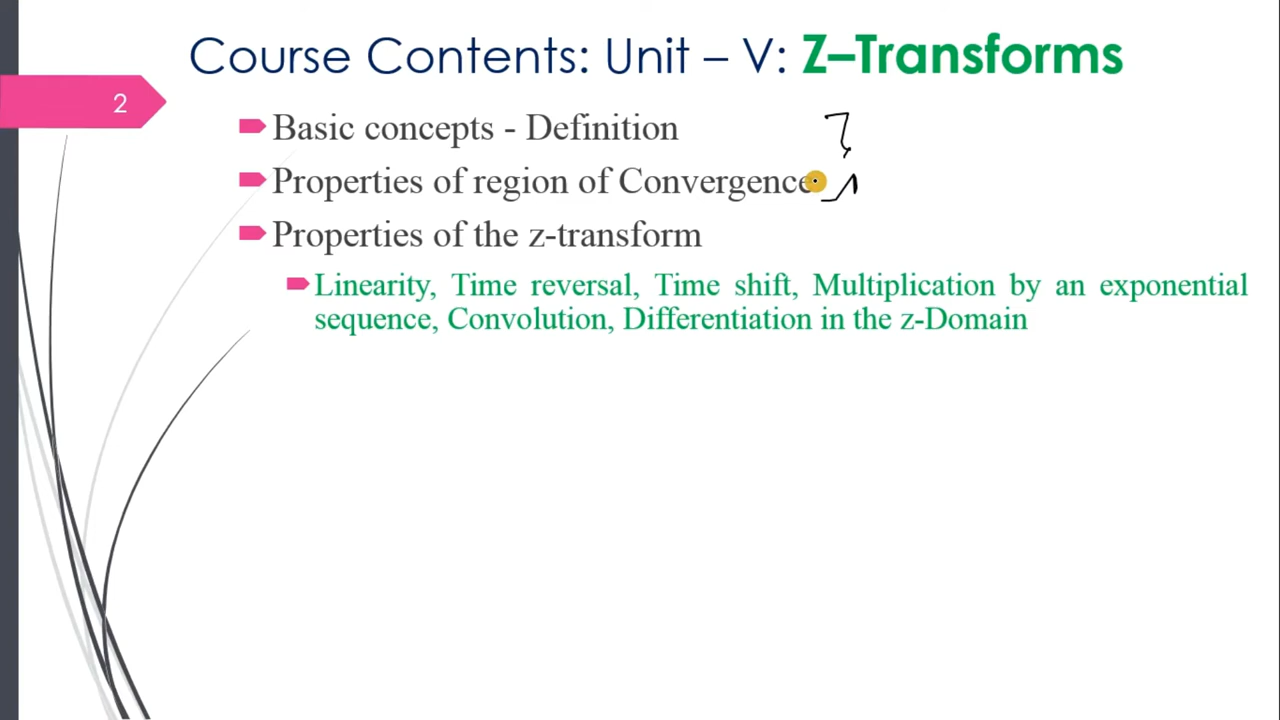 Course Contents: Unit – V: Z–Transforms
2
Basic concepts - Definition
Properties of region of Convergence
Properties of the z-transform
Linearity, Time reversal, Time shift, Multiplication by an exponential
sequence, Convolution, Differentiation in the z-Domain